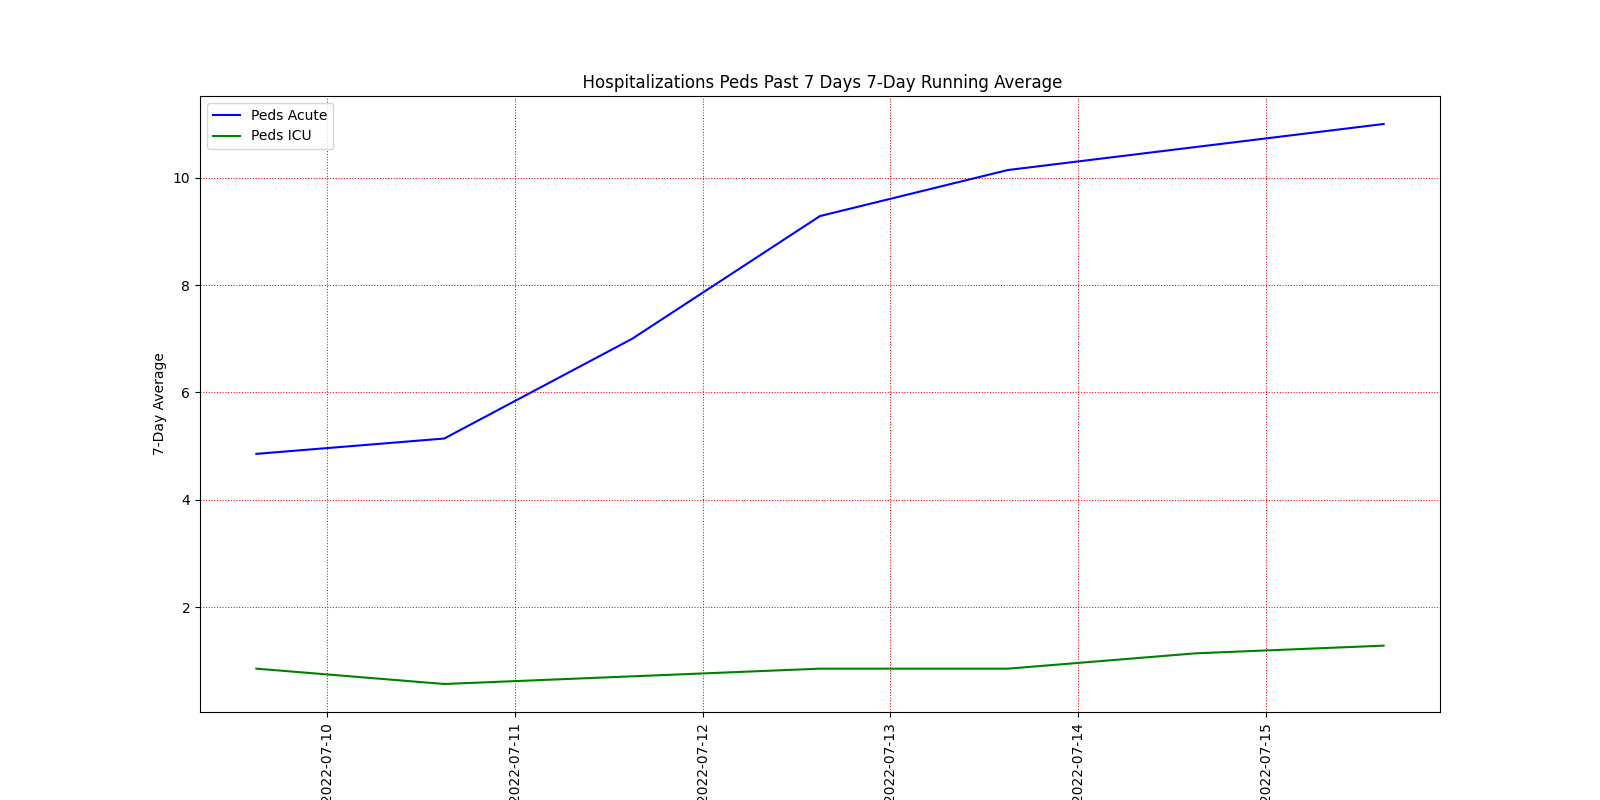 Hospitalizations Peds Past 7 Days 7-Day Running Average
Peds Acute
Peds ICU
10
8
6
4
2
7-Day Average
2022-07-10
2022-07-11
2022-07-12
2022-07-13
2022-07-14
2022-07-15